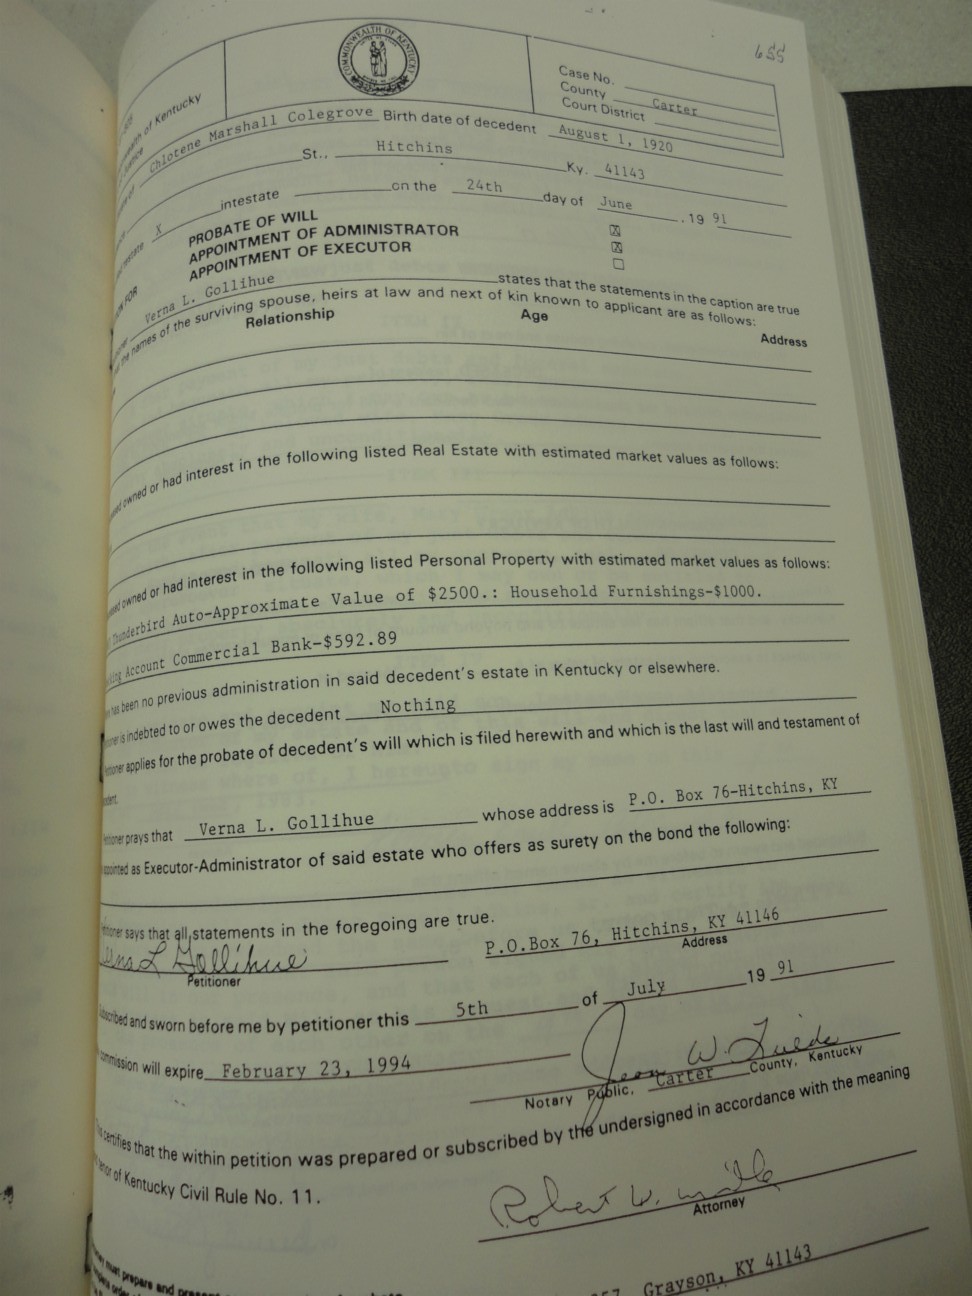 655
COMMONWEALTH OF KENTUCKY
Case No.
County Carter
Court District
of Kentucky
Chlotene Marshall Colegrove Birth date of decedent August 1, 1920
St., Hitchins Ky. 41143
X intestate on the 24th day of June , 19 91
PROBATE OF WILL X
APPOINTMENT OF ADMINISTRATOR X
APPOINTMENT OF EXECUTOR
FOR
Verna L. Gollihue states that the statements in the caption are true
the names of the surviving spouse, heirs at law and next of kin known to applicant are as follows:
Relationship Age Address
owned or had interest in the following listed Real Estate with estimated market values as follows:
owned or had interest in the following listed Personal Property with estimated market values as follows:
Thunderbird Auto-Approximate Value of $2500.: Household Furnishings-$1000.
Account Commercial Bank-$592.89
has been no previous administration in said decedent's estate in Kentucky or elsewhere.
is indebted to or owes the decedent Nothing
applies for the probate of decedent's will which is filed herewith and which is the last will and testament of
prays that Verna L. Gollihue whose address is P.O. Box 76-Hitchins, KY
as Executor-Administrator of said estate who offers as surety on the bond the following:
says that all statements in the foregoing are true.
L Gollihue P.O.Box 76, Hitchins, KY 41146
Petitioner Address
and sworn before me by petitioner this 5th of July 19 91
commission will expire February 23, 1994
Jean W.
Notary Public, Carter County, Kentucky
certifies that the within petition was prepared or subscribed by the undersigned in accordance with the meaning
of Kentucky Civil Rule No. 11.
Robert W.
Attorney
must prepare and
Grayson, KY 41143